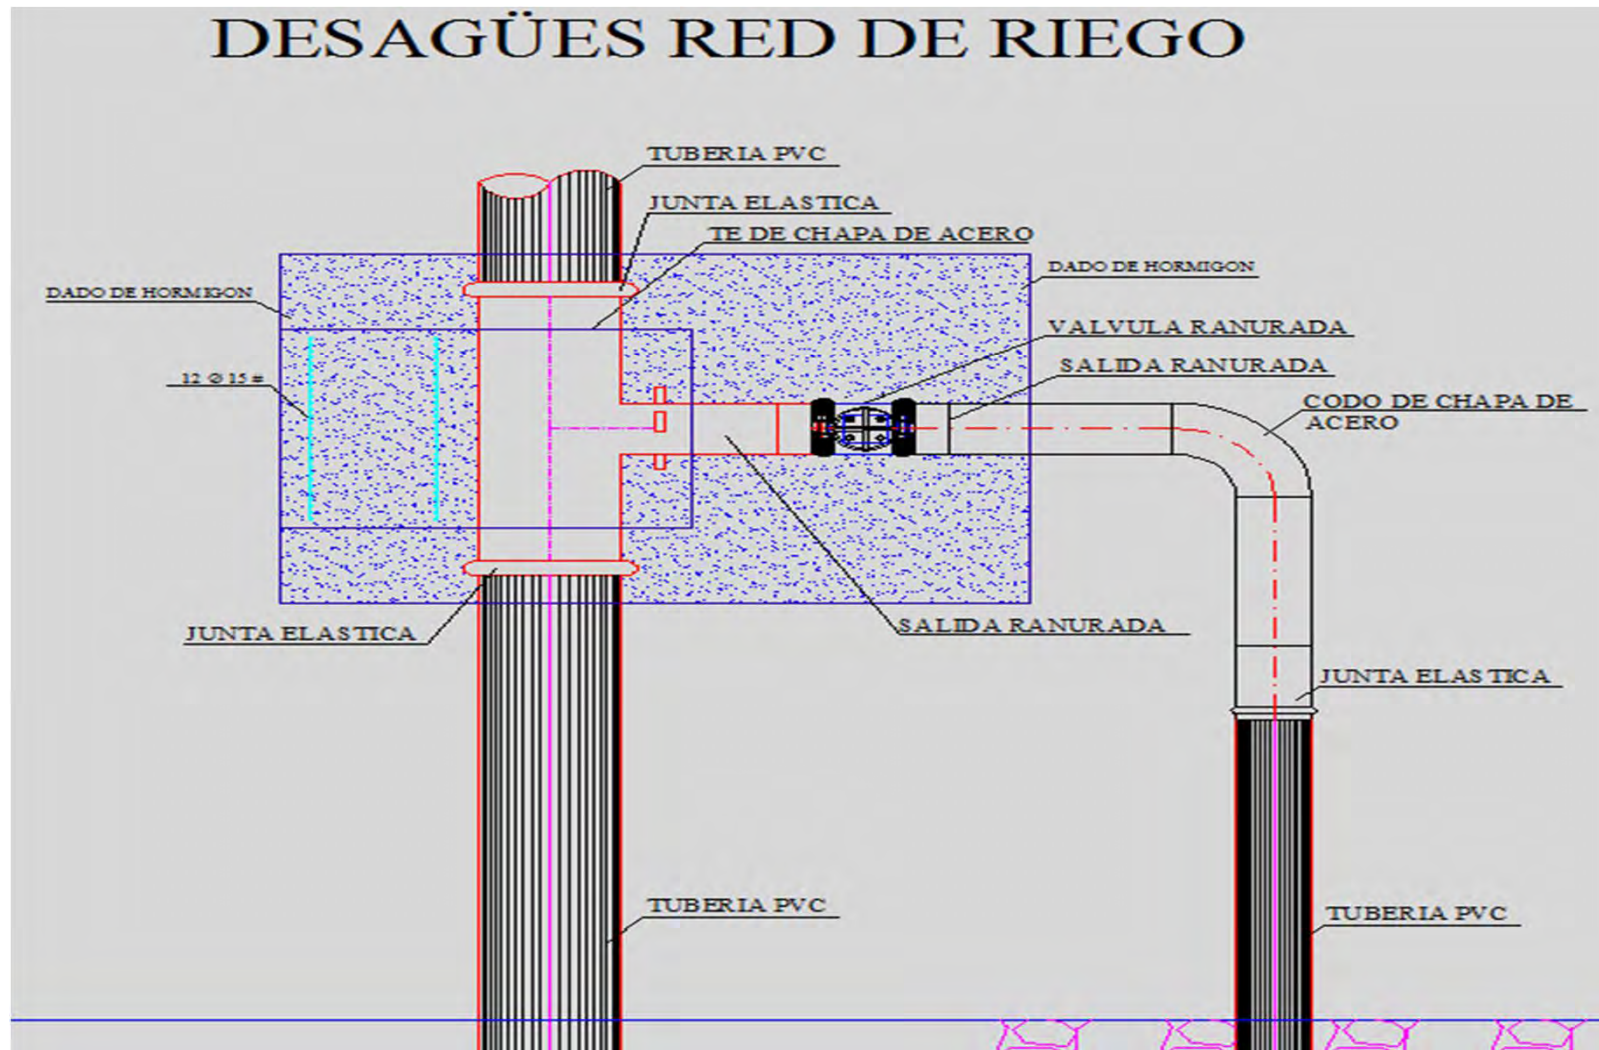 DESAGÜES RED DE RIEGO
TUBERIA PVC
JUNTA ELASTICA
TE DE CHAPA DE ACERO
DADO DE HORMIGON
DADO DE HORMIGON
VALVULA RANURADA
SALIDA RANURADA
12 Ø 15 #
CODO DE CHAPA DE
ACERO
JUNTA ELASTICA
SALIDA RANURADA
JUNTA ELASTICA
TUBERIA PVC
TUBERIA PVC